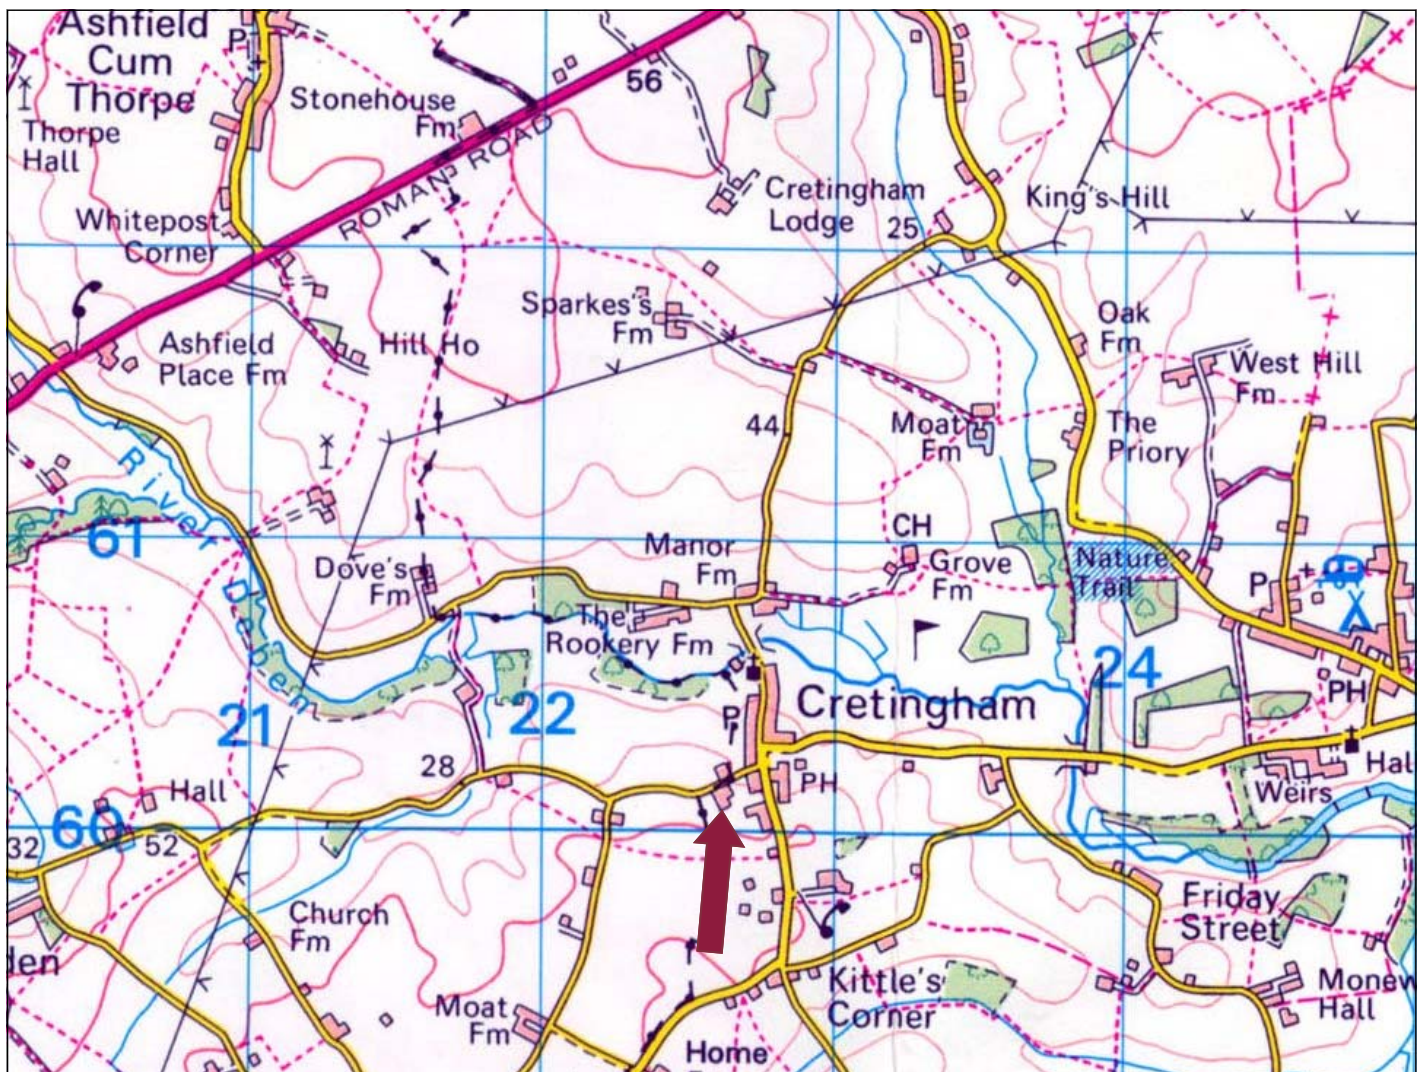 Ashfield
Cum
Thorpe
P
Thorpe
Hall
Stonehouse
Fm
ROMAN ROAD
56
Cretingham
Lodge
25
King's Hill
Whitepost
Corner
Sparkes's
Fm
Oak
Fm
Ashfield
Place Fm
Hill Ho
West Hill
Fm
44
Moat
Fm
The
Priory
River
Deben
61
CH
Manor
Fm
Grove
Fm
Nature
Trail
Dove's
Fm
P
The
Rookery Fm
24
21
22
P
Cretingham
PH
28
PH
Hall
Weirs
Hal
60
32
52
Friday
Street
Church
Fm
den
Kittle's
Corner
Monew
Hall
Moat
Fm
Home